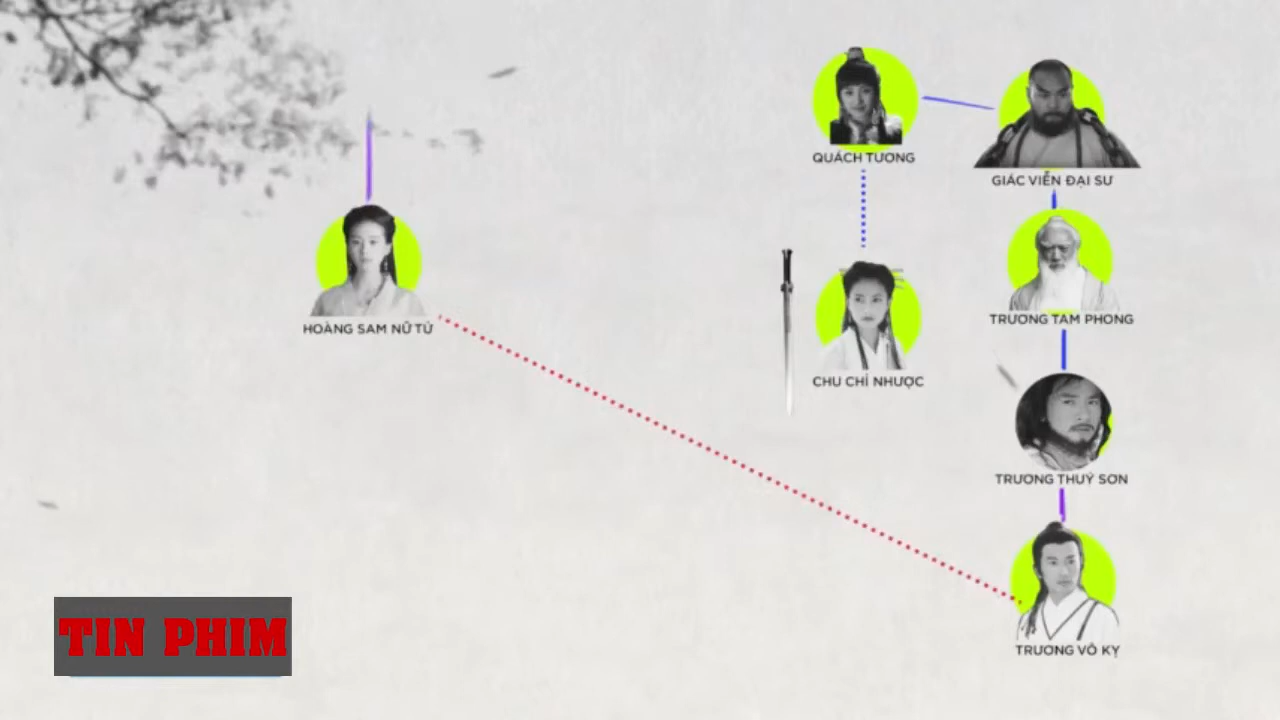 QUÁCH TƯƠNG
GIÁC VIỄN ĐẠI SƯ
HOÀNG SAM NỮ TỬ
TRƯƠNG TAM PHONG
CHU CHỈ NHƯỢC
TRƯƠNG THUÝ SƠN
TIN PHIM
TRƯƠNG VÔ KỴ